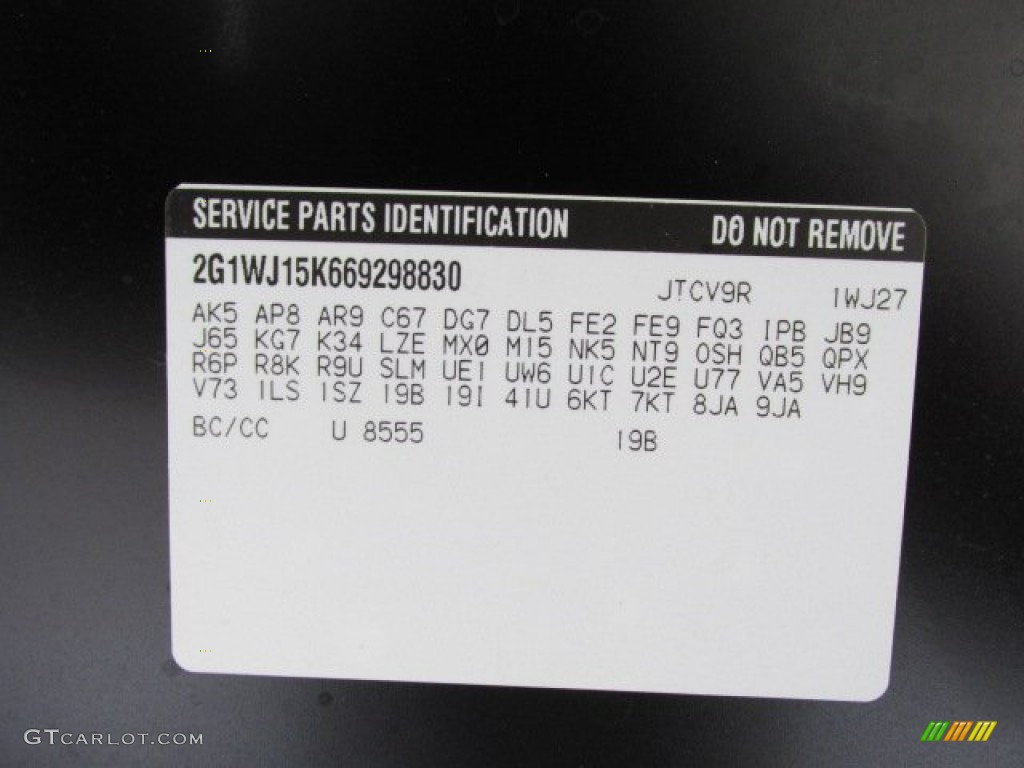 SERVICE PARTS IDENTIFICATION DO NOT REMOVE
2G1WJ15K669298830 JTCV9R 1WJ27
AK5 AP8 AR9 C67 DG7 DL5 FE2 FE9 FQ3 IPB JB9
J65 KG7 K34 LZE MX0 M15 NK5 NT9 OSH QB5 QPX
R6P R8K R9U SLM UE1 UW6 U1C U2E U77 VA5 VH9
V73 1LS 1SZ 19B 19I 41U 6KT 7KT 8JA 9JA
BC/CC U 8555 19B
GTCARLOT.COM